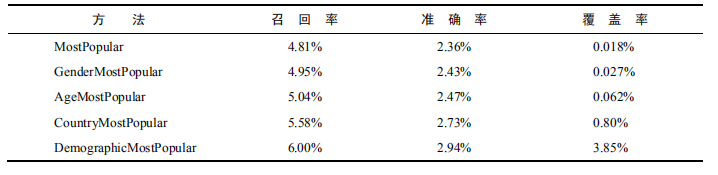 方 法 召 回 率 准 确 率 覆 盖 率
MostPopular 4.81% 2.36% 0.018%
GenderMostPopular 4.95% 2.43% 0.027%
AgeMostPopular 5.04% 2.47% 0.062%
CountryMostPopular 5.58% 2.73% 0.80%
DemographicMostPopular 6.00% 2.94% 3.85%